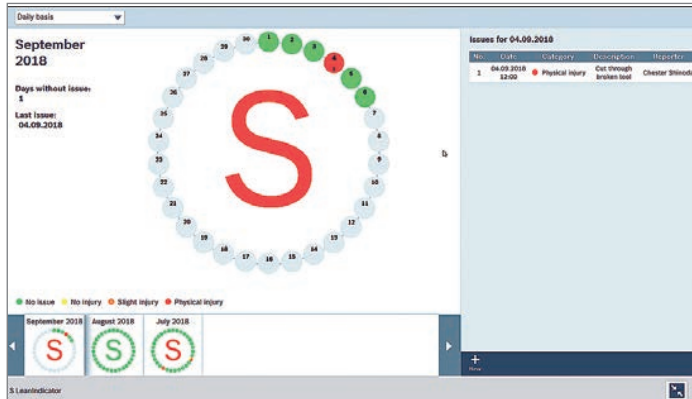 Daily basis
September
2018
Days without issue:
1
Last issue:
04.09.2018
1
2
3
4
5
6
7
8
9
10
11
12
13
14
15
16
17
18
19
20
21
22
23
24
25
26
27
28
29
30
S
No issue No injury Slight injury Physical injury
September 2018 August 2018 July 2018
S S S
Issues for 04.09.2018
No. Date Category Description Reporter
1 04.09.2018 12:00 Physical injury Cut through broken tool Chester Shinoda
New
S LeanIndicator